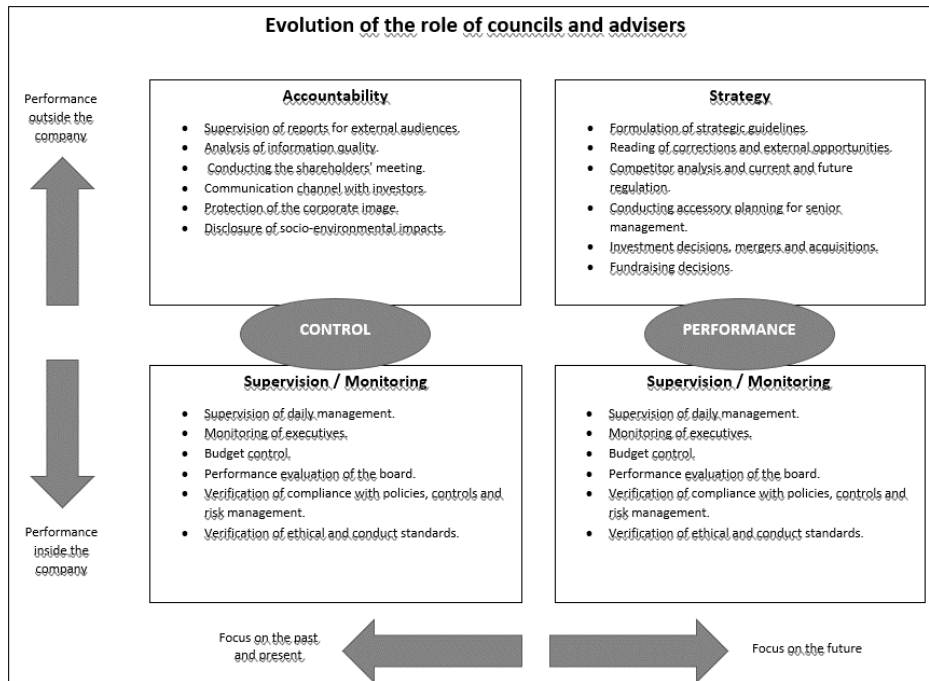 Evolution of the role of councils and advisers
Performance
outside the
company
Accountability
• Supervision of reports for external audiences.
• Analysis of information quality.
• Conducting the shareholders' meeting.
• Communication channel with investors.
• Protection of the corporate image.
• Disclosure of socio-environmental impacts.
Strategy
• Formulation of strategic guidelines.
• Reading of corrections and external opportunities.
• Competitor analysis and current and future
regulation.
• Conducting accessory planning for senior
management.
• Investment decisions, mergers and acquisitions.
• Fundraising decisions.
CONTROL
PERFORMANCE
Supervision / Monitoring
• Supervision of daily management.
• Monitoring of executives.
• Budget control.
• Performance evaluation of the board.
• Verification of compliance with policies, controls and
risk management.
• Verification of ethical and conduct standards.
Supervision / Monitoring
• Supervision of daily management.
• Monitoring of executives.
• Budget control.
• Performance evaluation of the board.
• Verification of compliance with policies, controls and
risk management.
• Verification of ethical and conduct standards.
Performance
inside the
company
Focus on the past
and present
Focus on the future